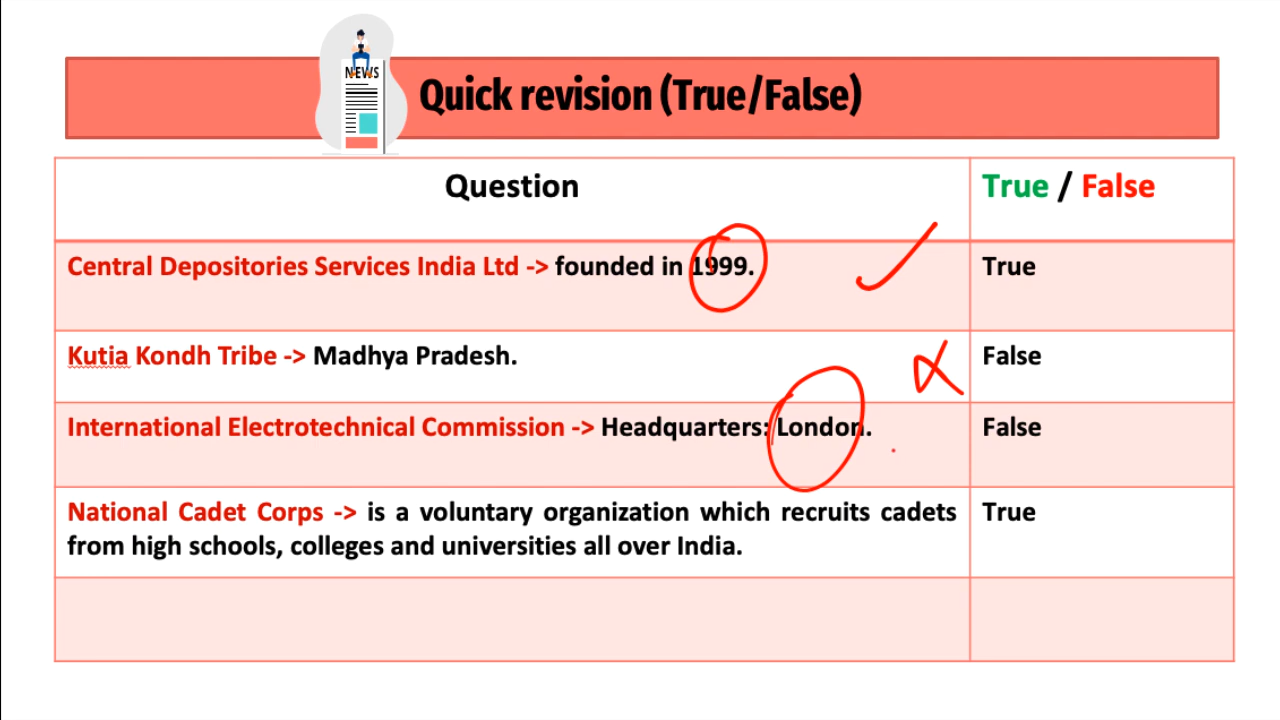 NEWS
Quick revision (True/False)
Question
True / False
Central Depositories Services India Ltd -> founded in 1999.
True
Kutia Kondh Tribe -> Madhya Pradesh.
False
International Electrotechnical Commission -> Headquarters: London.
False
National Cadet Corps -> is a voluntary organization which recruits cadets
from high schools, colleges and universities all over India.
True